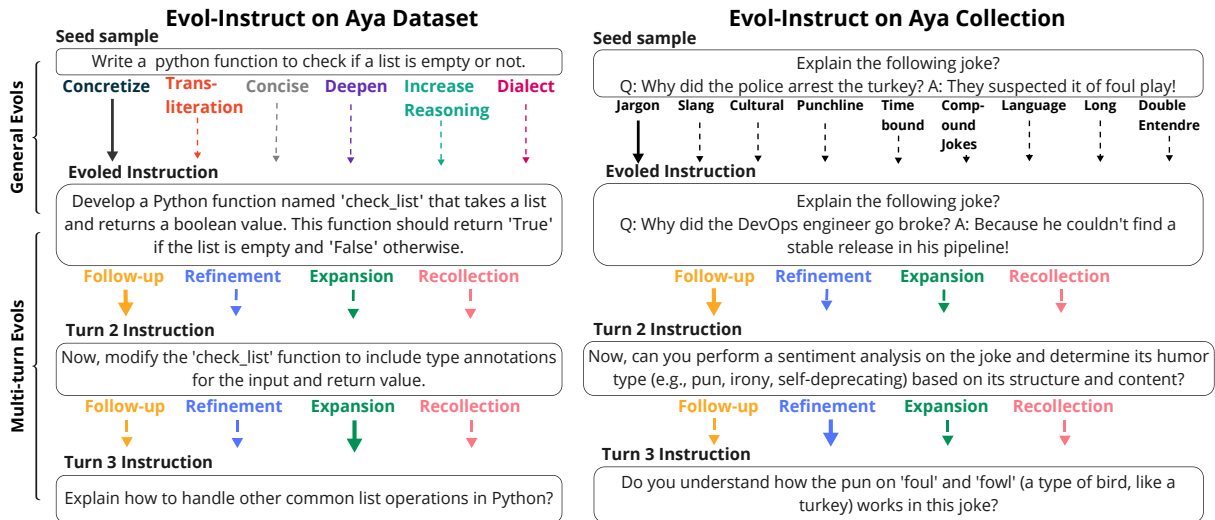 Evol-Instruct on Aya Dataset
Seed sample
Write a python function to check if a list is empty or not.
General Evols
Concretize
Trans-
literation
Concise
Deepen
Increase
Reasoning
Dialect
Evoled Instruction
Develop a Python function named 'check_list' that takes a list
and returns a boolean value. This function should return 'True'
if the list is empty and 'False' otherwise.
Multi-turn Evols
Follow-up Refinement Expansion Recollection
Turn 2 Instruction
Now, modify the 'check_list' function to include type annotations
for the input and return value.
Follow-up Refinement Expansion Recollection
Turn 3 Instruction
Explain how to handle other common list operations in Python?
Evol-Instruct on Aya Collection
Seed sample
Explain the following joke?
Q: Why did the police arrest the turkey? A: They suspected it of foul play!
Jargon
Slang
Cultural
Punchline
Time
bound
Comp-
ound
Jokes
Language
Long
Double
Entendre
Evoled Instruction
Explain the following joke?
Q: Why did the DevOps engineer go broke? A: Because he couldn't find a
stable release in his pipeline!
Follow-up Refinement Expansion Recollection
Turn 2 Instruction
Now, can you perform a sentiment analysis on the joke and determine its humor
type (e.g., pun, irony, self-deprecating) based on its structure and content?
Follow-up Refinement Expansion Recollection
Turn 3 Instruction
Do you understand how the pun on 'foul' and 'fowl' (a type of bird, like a
turkey) works in this joke?